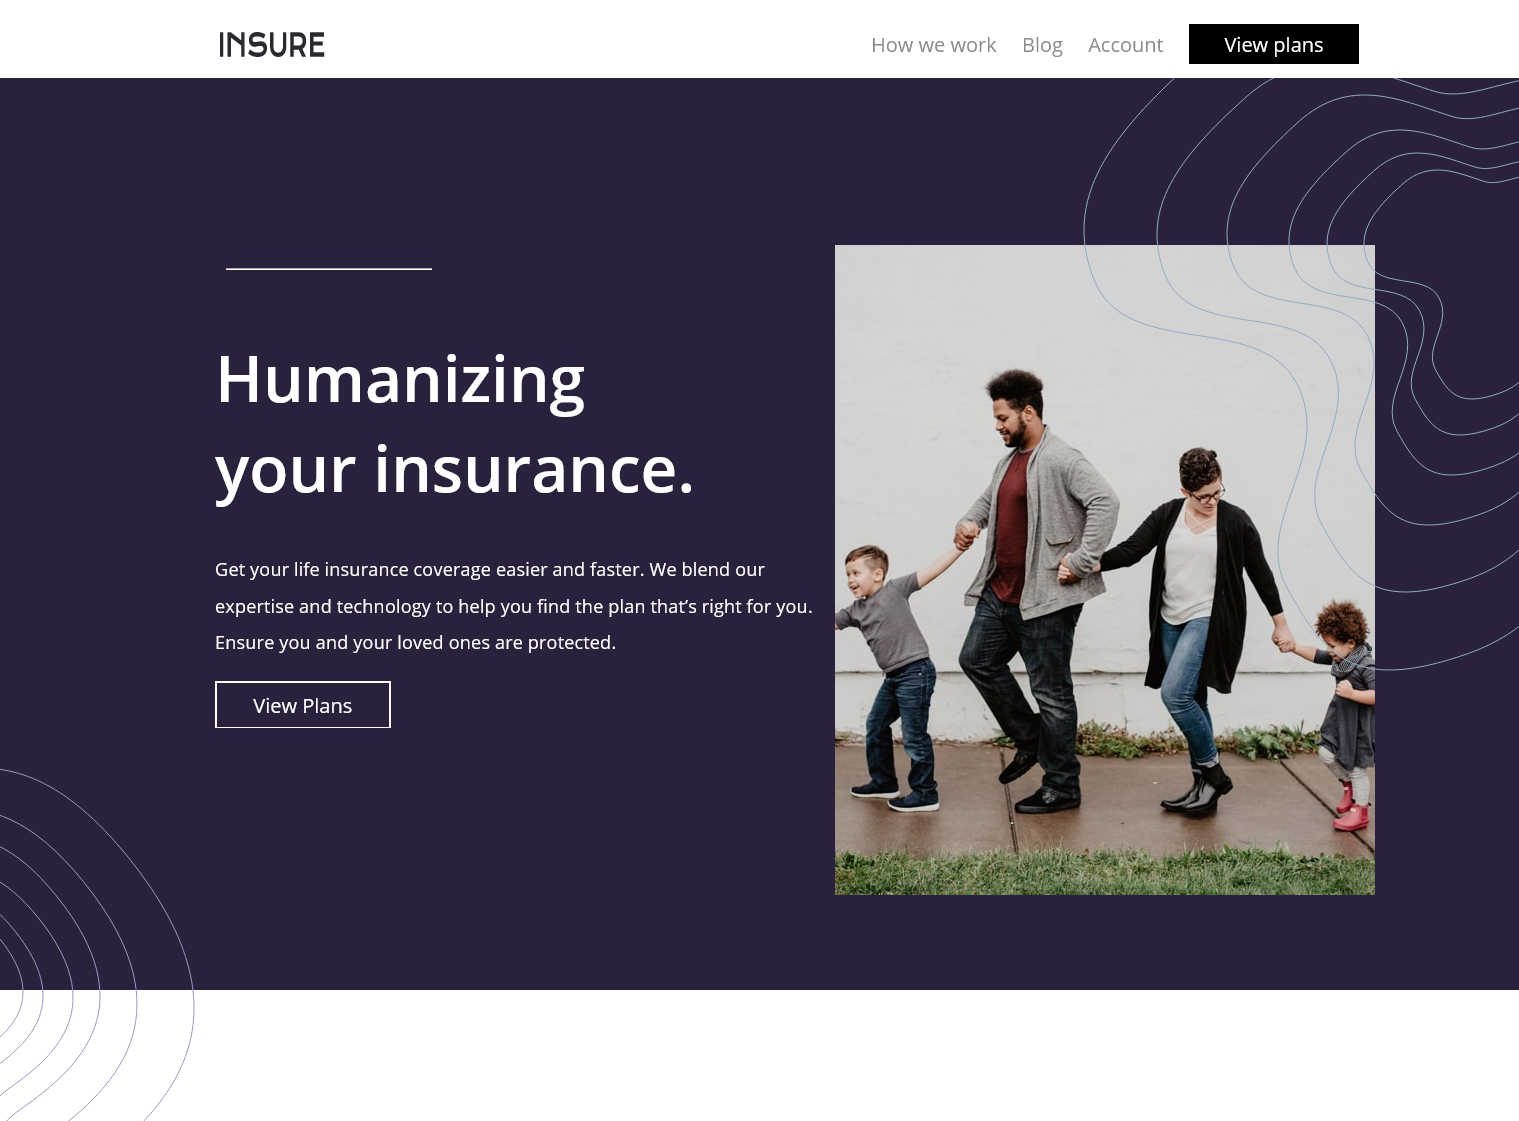 INSURE
How we work
Blog
Account
View plans
Humanizing
your insurance.
Get your life insurance coverage easier and faster. We blend our
expertise and technology to help you find the plan that’s right for you.
Ensure you and your loved ones are protected.
View Plans